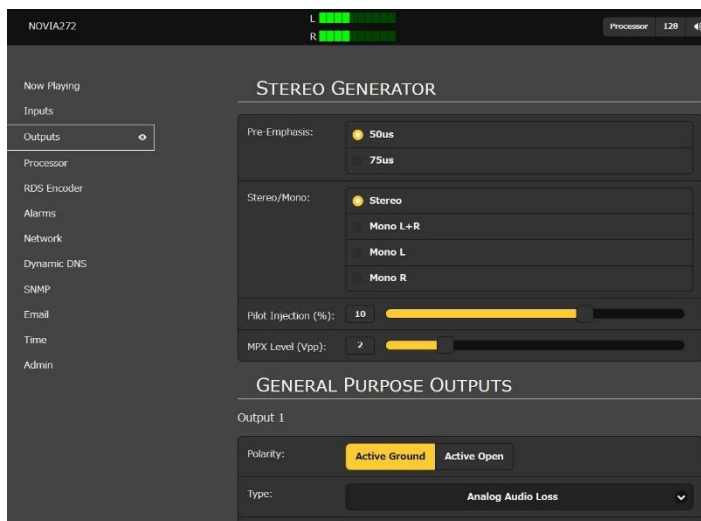 NOVIA272
L
R
Processor 128
Now Playing
Inputs
Outputs
Processor
RDS Encoder
Alarms
Network
Dynamic DNS
SNMP
Email
Time
Admin
STEREO GENERATOR
Pre-Emphasis:
50us
75us
Stereo/Mono:
Stereo
Mono L+R
Mono L
Mono R
Pilot Injection (%): 10
MPX Level (Vpp): 2
GENERAL PURPOSE OUTPUTS
Output 1
Polarity: Active Ground Active Open
Type: Analog Audio Loss